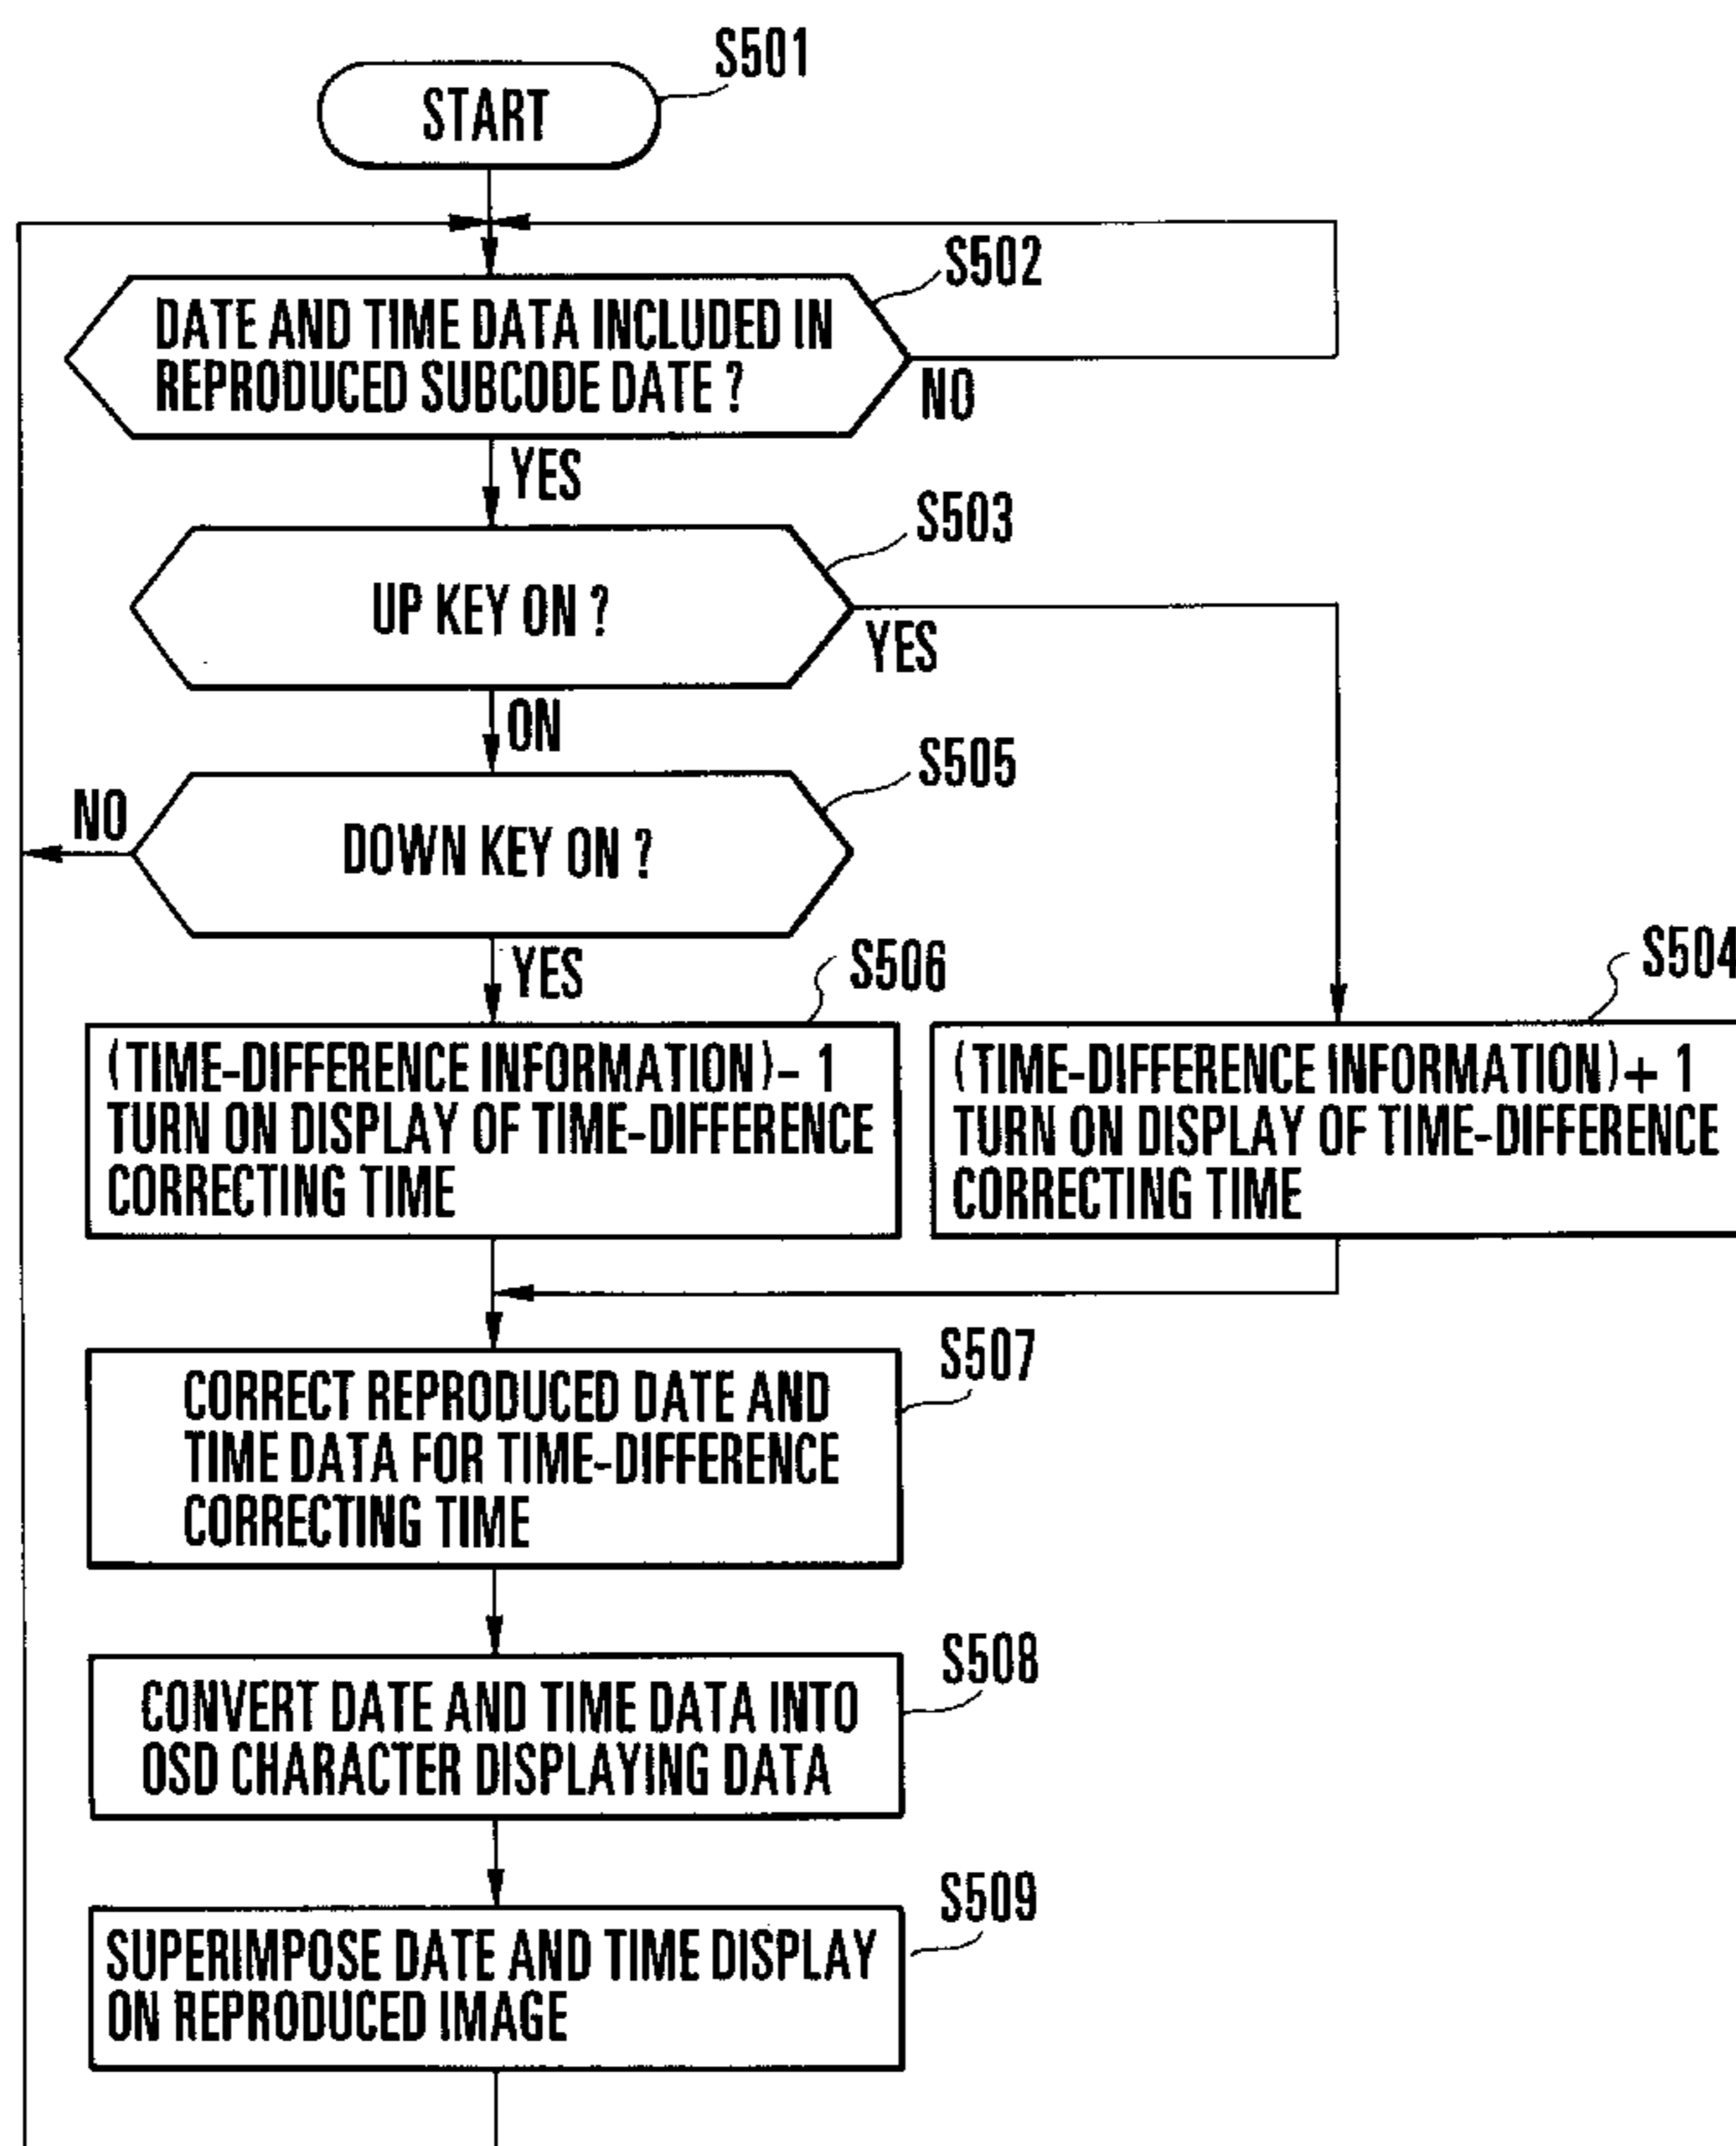 S501
START
S502
DATE AND TIME DATA INCLUDED IN
REPRODUCED SUBCODE DATE ?
NO
YES
S503
UP KEY ON ?
YES
ON
S505
NO
DOWN KEY ON ?
YES
S506
S504
(TIME-DIFFERENCE INFORMATION)- 1
TURN ON DISPLAY OF TIME-DIFFERENCE
CORRECTING TIME
(TIME-DIFFERENCE INFORMATION)+ 1
TURN ON DISPLAY OF TIME-DIFFERENCE
CORRECTING TIME
S507
CORRECT REPRODUCED DATE AND
TIME DATA FOR TIME-DIFFERENCE
CORRECTING TIME
S508
CONVERT DATE AND TIME DATA INTO
OSD CHARACTER DISPLAYING DATA
S509
SUPERIMPOSE DATE AND TIME DISPLAY
ON REPRODUCED IMAGE